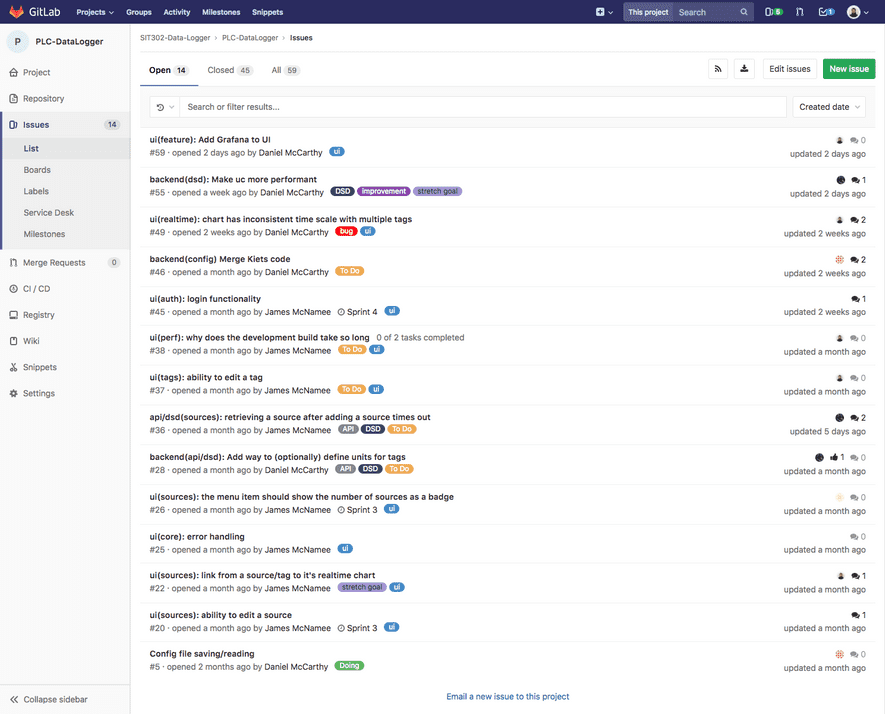 GitLab Projects Groups Activity Milestones Snippets This project Search 5 1
P PLC-DataLogger
SIT302-Data-Logger › PLC-DataLogger › Issues
Project
Repository
Issues 14
List
Boards
Labels
Service Desk
Milestones
Merge Requests 0
CI / CD
Registry
Wiki
Snippets
Settings
Collapse sidebar
Open 14 Closed 45 All 59 Edit issues New issue
Search or filter results... Created date
ui(feature): Add Grafana to UI 0
#59 · opened 2 days ago by Daniel McCarthy ui updated 2 days ago
backend(dsd): Make uc more performant 1
#55 · opened a week ago by Daniel McCarthy DSD improvement stretch goal updated 2 days ago
ui(realtime): chart has inconsistent time scale with multiple tags 2
#49 · opened 2 weeks ago by Daniel McCarthy bug ui updated 2 weeks ago
backend(config) Merge Kiets code 2
#46 · opened a month ago by Daniel McCarthy To Do updated 2 weeks ago
ui(auth): login functionality 1
#45 · opened a month ago by James McNamee Sprint 4 ui updated 2 weeks ago
ui(perf): why does the development build take so long 0 of 2 tasks completed 0
#38 · opened a month ago by James McNamee To Do ui updated a month ago
ui(tags): ability to edit a tag 0
#37 · opened a month ago by James McNamee To Do ui updated a month ago
api/dsd(sources): retrieving a source after adding a source times out 2
#36 · opened a month ago by James McNamee API DSD To Do updated 5 days ago
backend(api/dsd): Add way to (optionally) define units for tags 1 0
#28 · opened a month ago by Daniel McCarthy API DSD To Do updated a month ago
ui(sources): the menu item should show the number of sources as a badge 0
#26 · opened a month ago by James McNamee Sprint 3 ui updated a month ago
ui(core): error handling 0
#25 · opened a month ago by James McNamee ui updated a month ago
ui(sources): link from a source/tag to it's realtime chart 1
#22 · opened a month ago by James McNamee stretch goal ui updated a month ago
ui(sources): ability to edit a source 1
#20 · opened a month ago by James McNamee Sprint 3 ui updated a month ago
Config file saving/reading 0
#5 · opened 2 months ago by Daniel McCarthy Doing updated a month ago
Email a new issue to this project